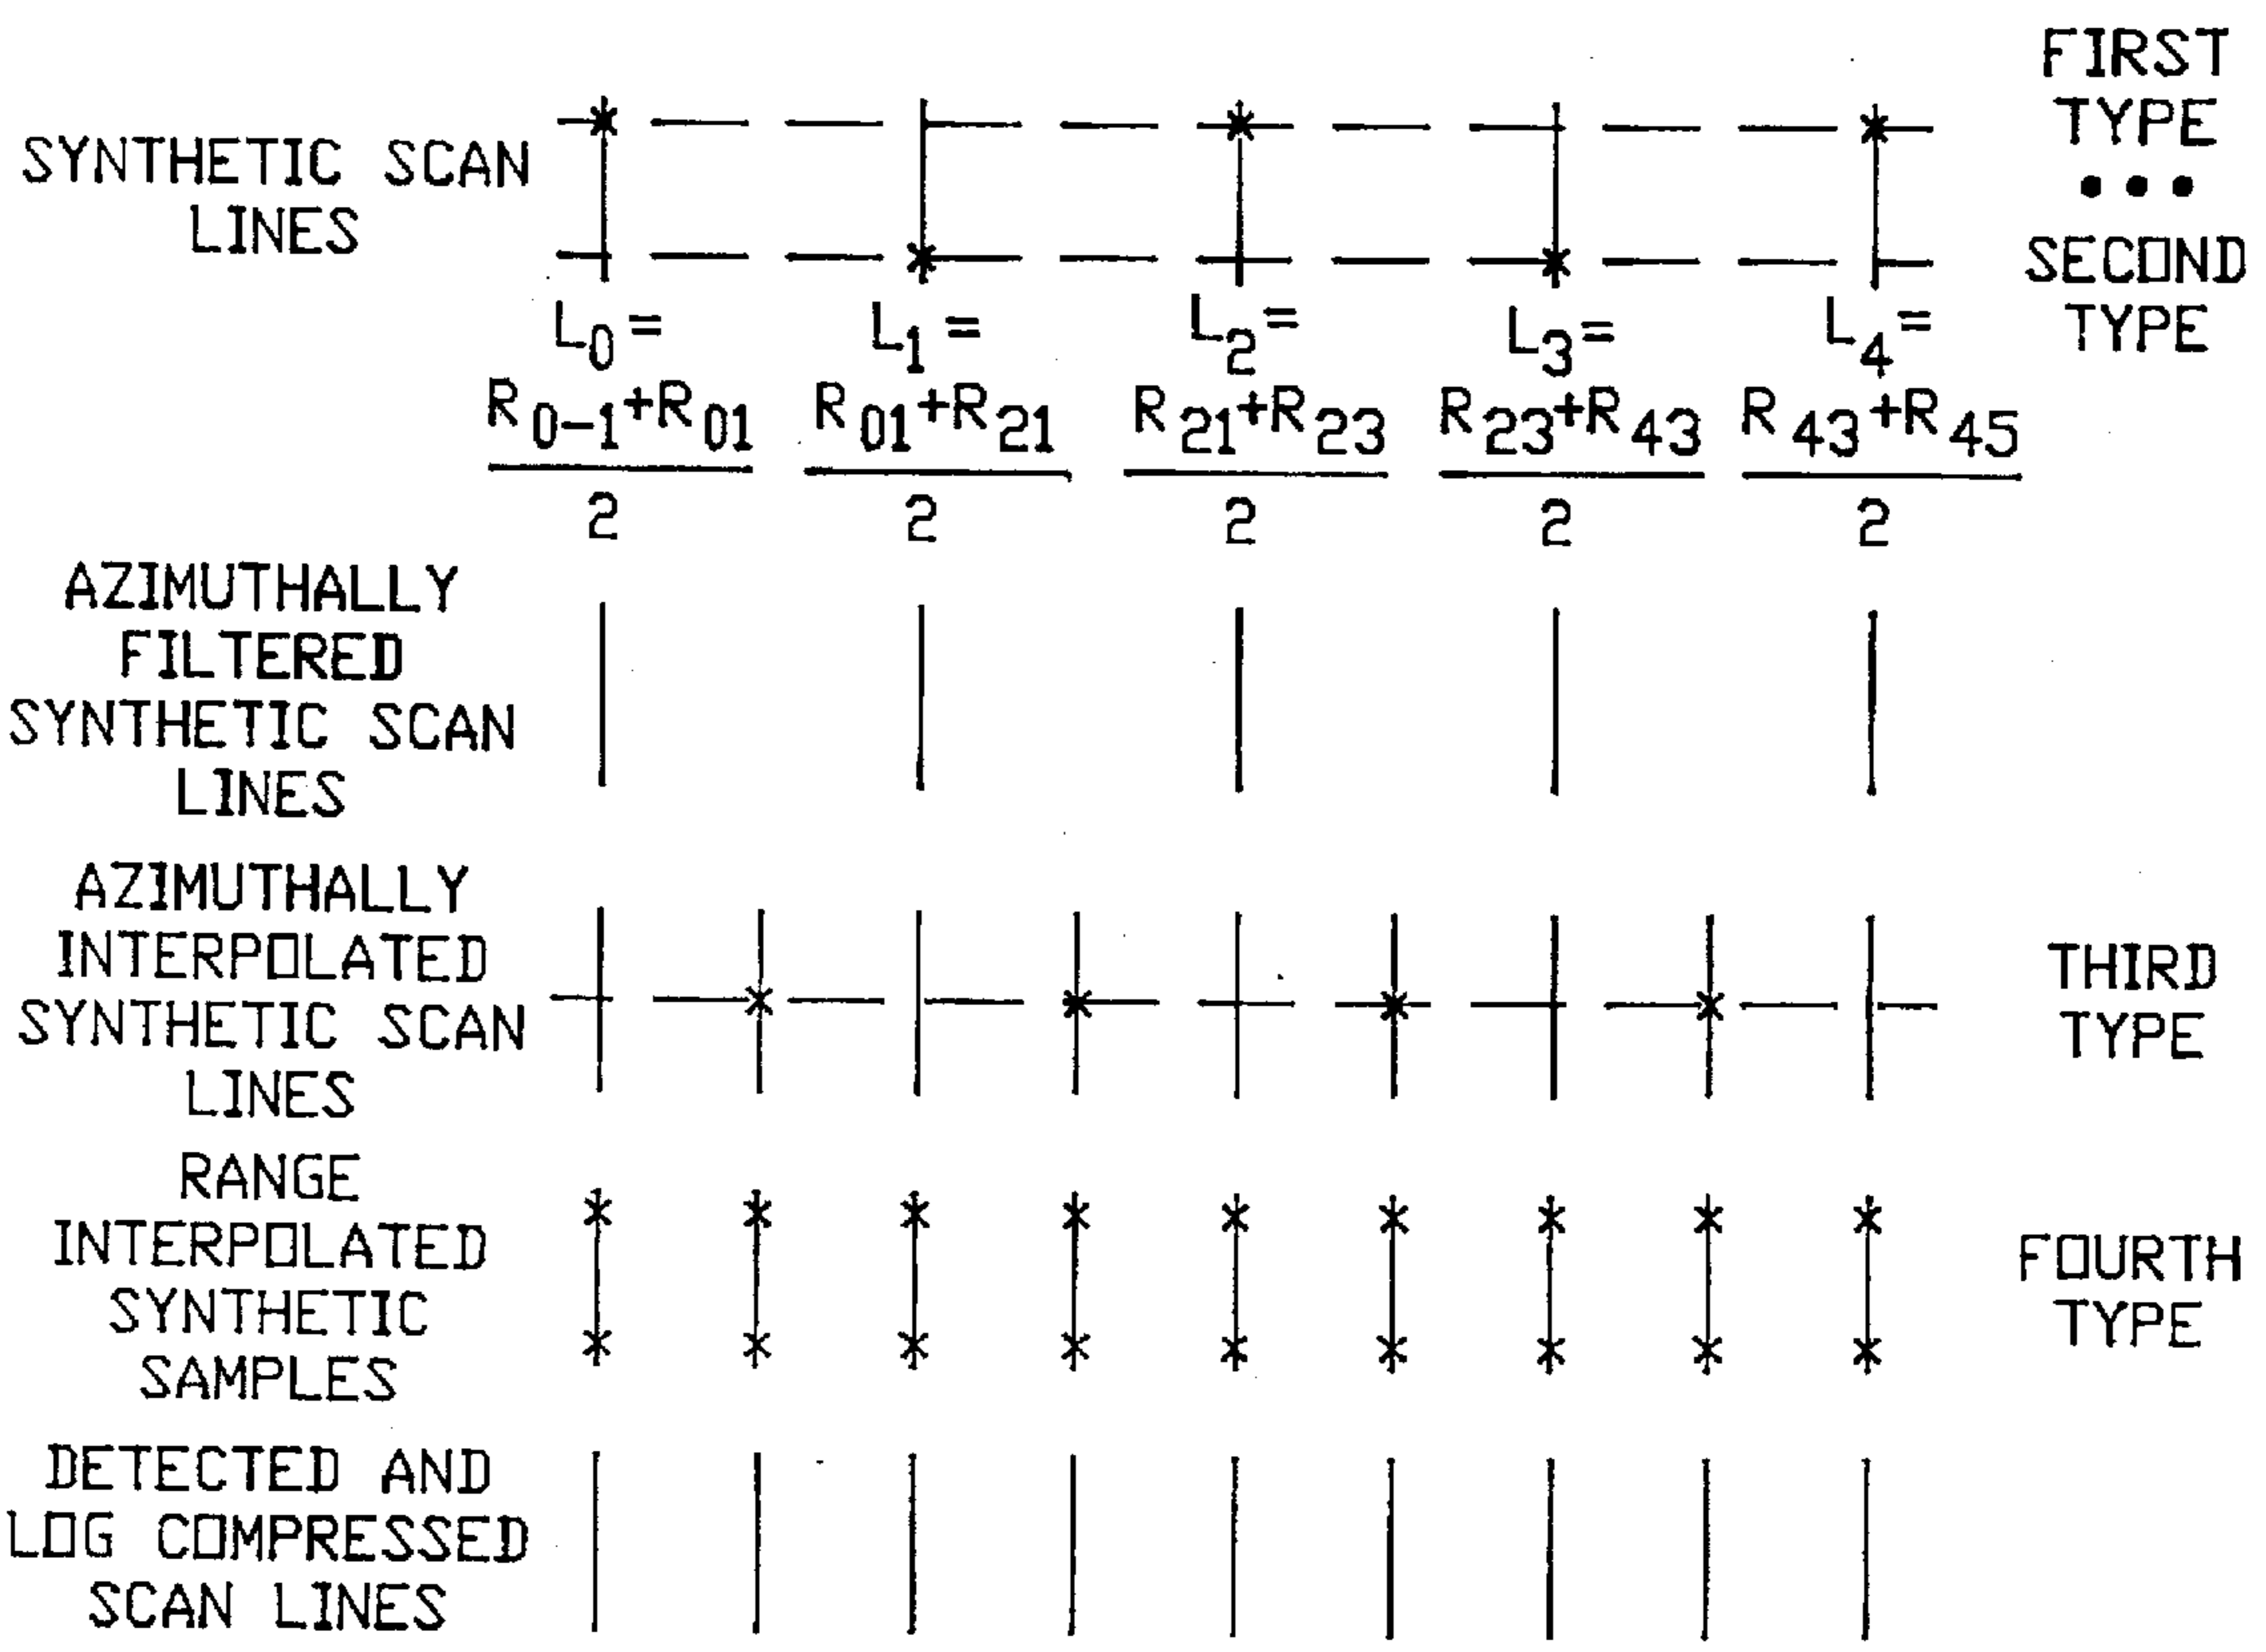 FIRST
TYPE
• • •
SECOND
TYPE
SYNTHETIC SCAN
LINES
L0= L1= L2= L3= L4=
R0-1+R01 R01+R21 R21+R23 R23+R43 R43+R45
2 2 2 2 2
AZIMUTHALLY
FILTERED
SYNTHETIC SCAN
LINES
AZIMUTHALLY
INTERPOLATED
SYNTHETIC SCAN
LINES
THIRD
TYPE
RANGE
INTERPOLATED
SYNTHETIC
SAMPLES
FOURTH
TYPE
DETECTED AND
LOG COMPRESSED
SCAN LINES